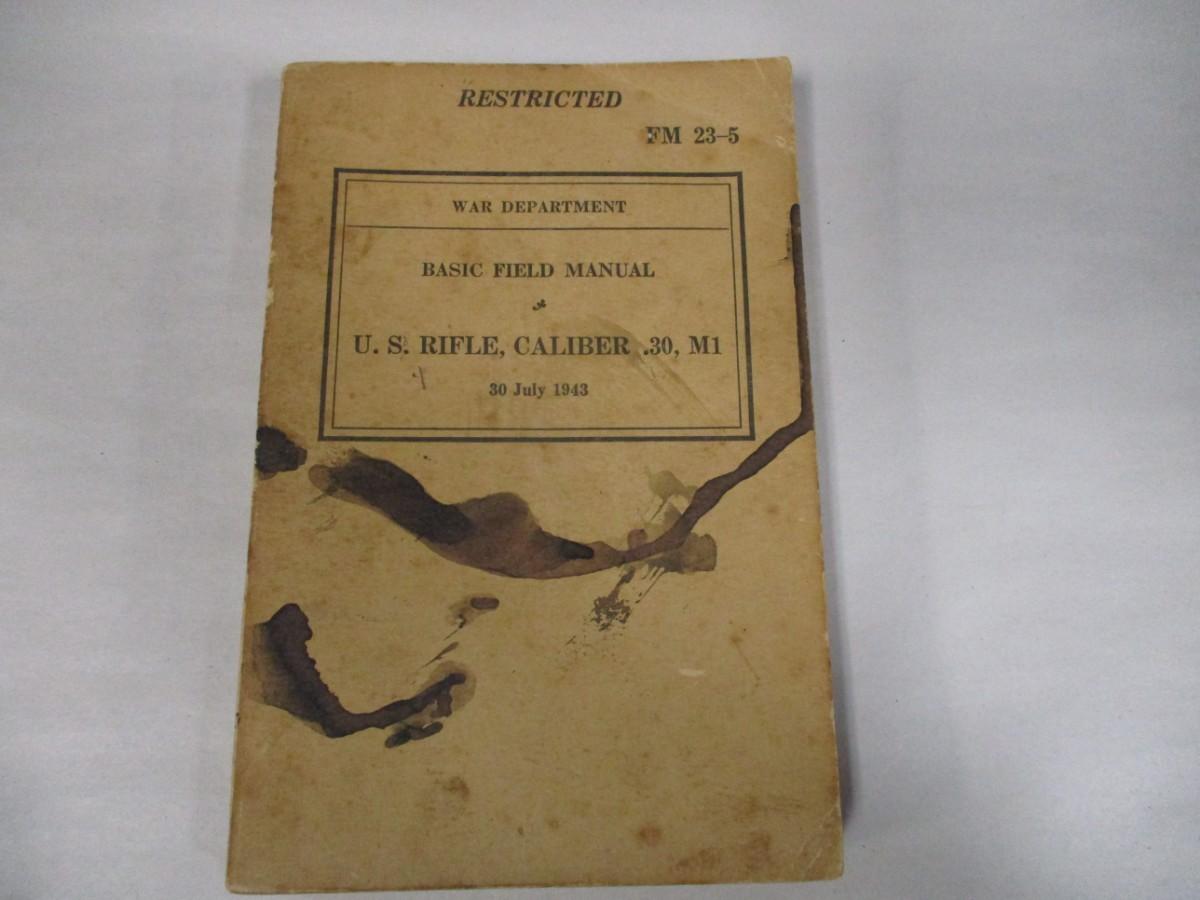 RESTRICTED
FM 23–5
WAR DEPARTMENT
BASIC FIELD MANUAL
U. S. RIFLE, CALIBER .30, M1
30 July 1943